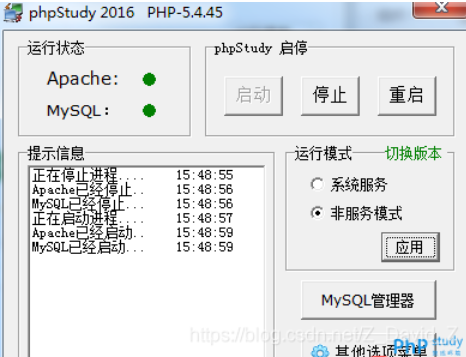 phpStudy 2016 PHP-5.4.45
运行状态
Apache:
MySQL:
phpStudy 启停
启动 停止 重启
提示信息
正在停止进程.... 15:48:55
Apache已经停止.. 15:48:56
MySQL已经停止... 15:48:56
正在启动进程.... 15:48:57
Apache已经启动.. 15:48:59
MySQL已经启动... 15:48:59
运行模式 切换版本
系统服务
非服务模式
应用
MySQL管理器
其他选项菜单
php study